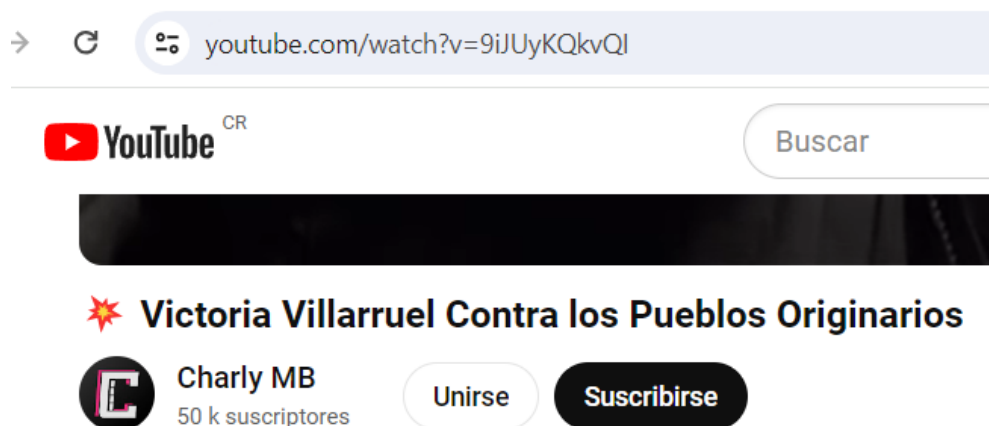 youtube.com/watch?v=9iJUyKQkvQI
YouTube CR
Buscar
💥 Victoria Villarruel Contra los Pueblos Originarios
Charly MB
50 k suscriptores
Unirse
Suscribirse